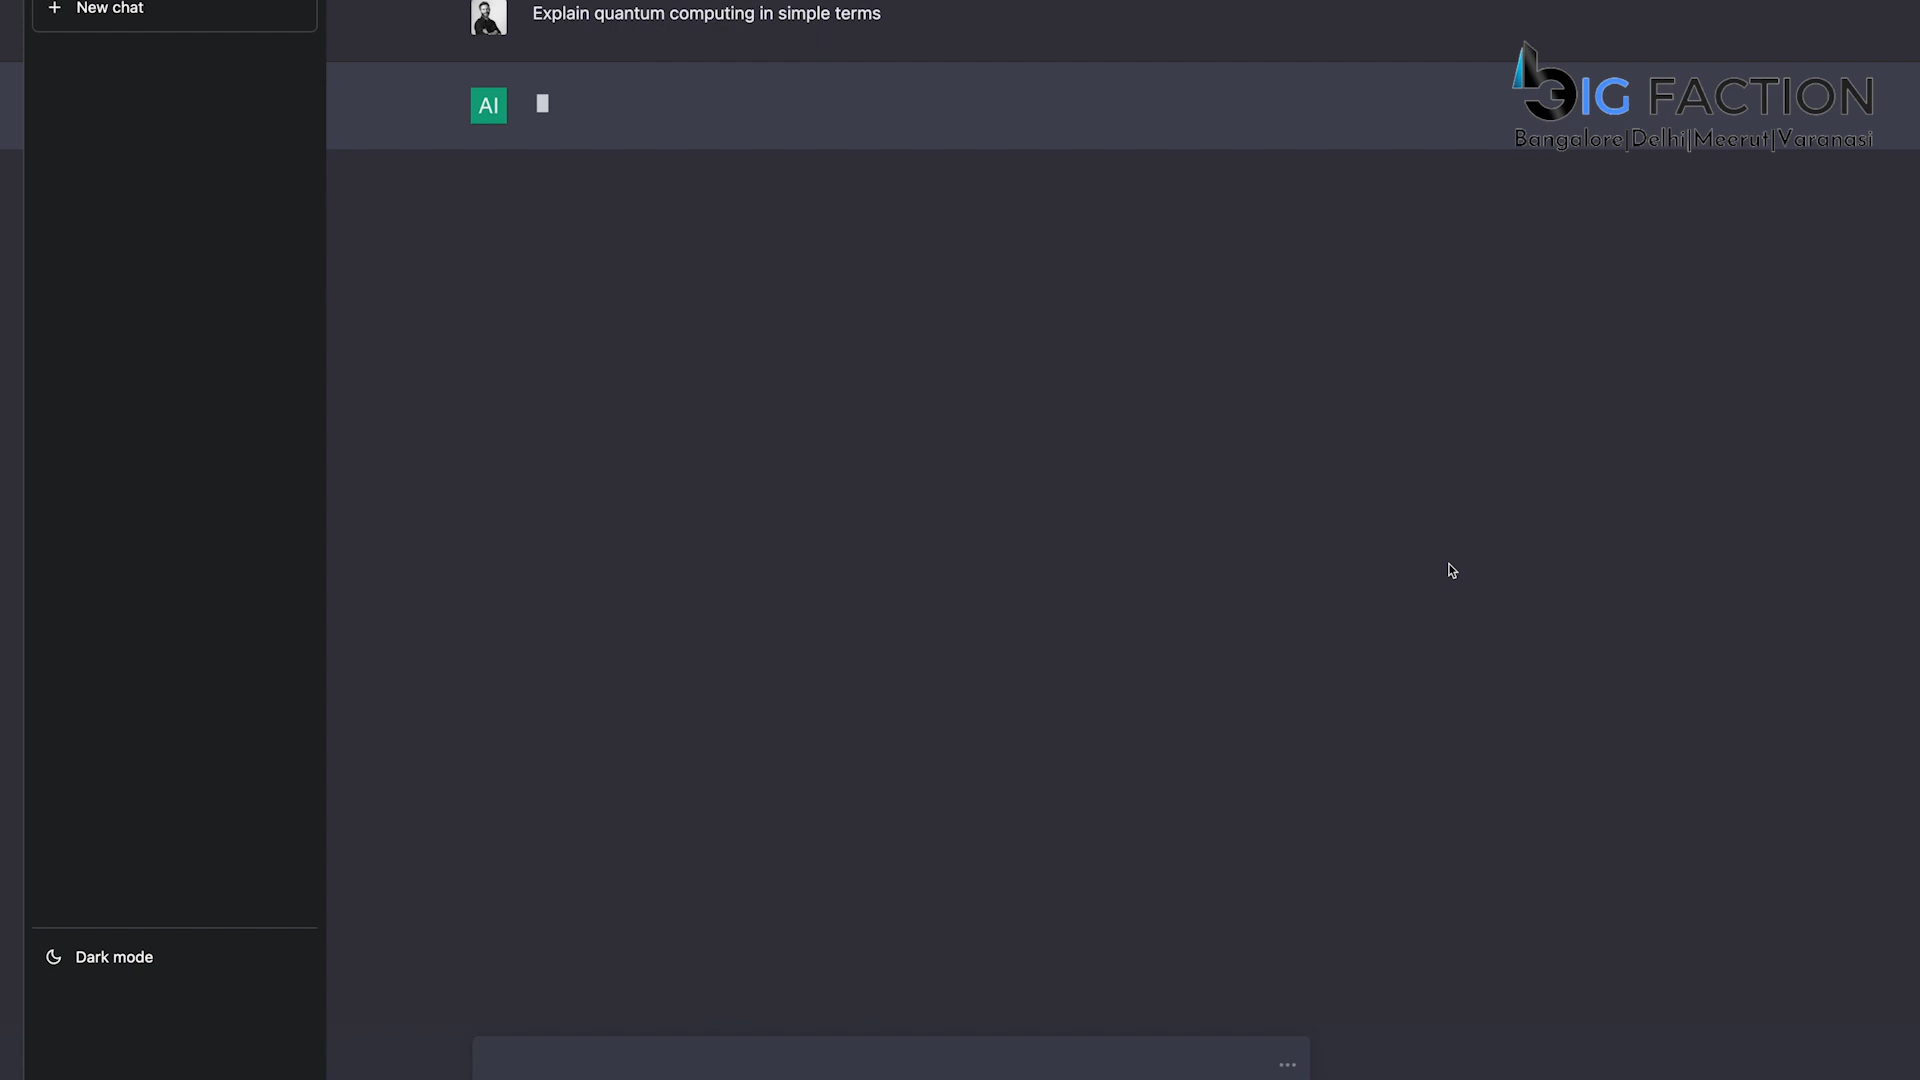 New chat
Explain quantum computing in simple terms
AI
BIG FACTION
Bangalore|Delhi|Meerut|Varanasi
Dark mode